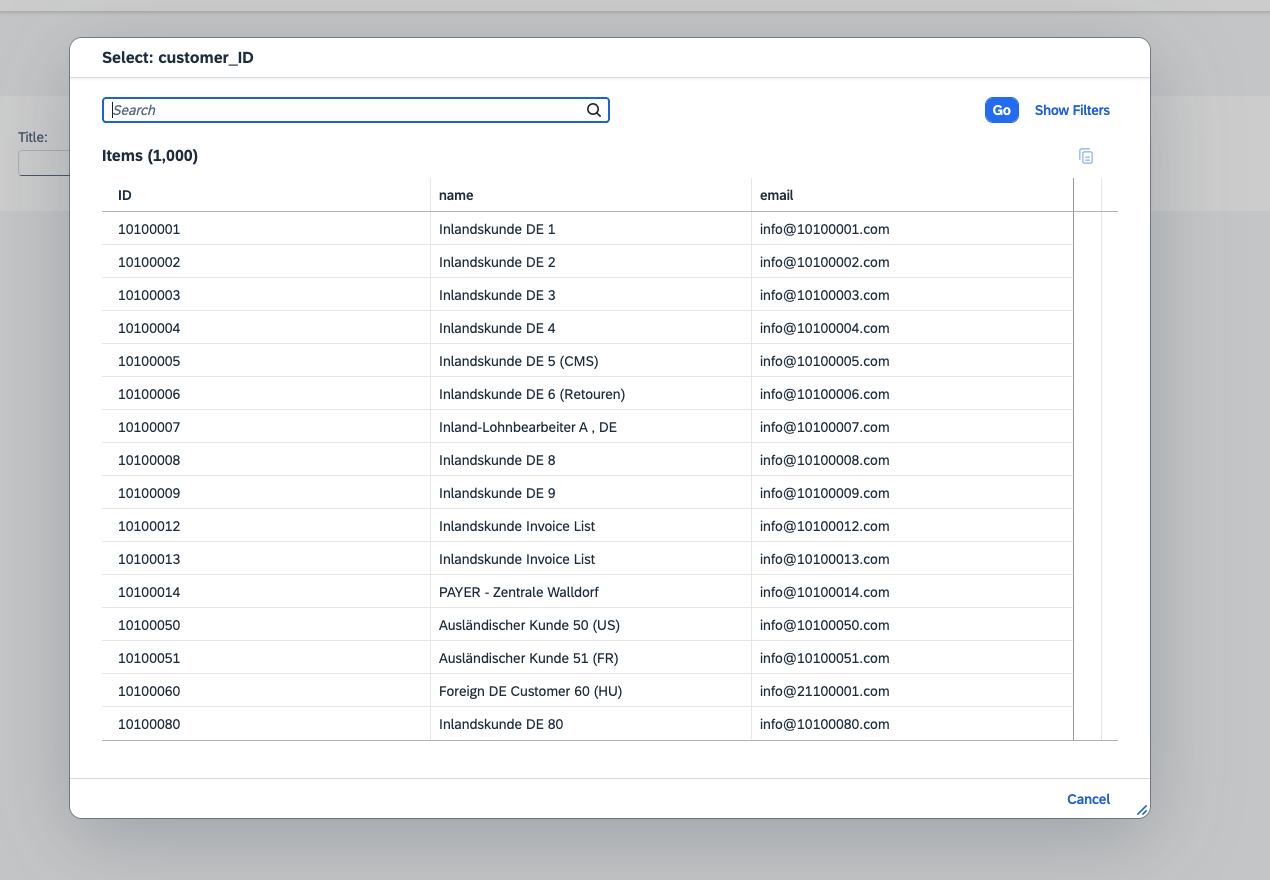 Select: customer_ID
Search
Go
Show Filters
Title:
Items (1,000)
ID name email
10100001 Inlandskunde DE 1 info@10100001.com
10100002 Inlandskunde DE 2 info@10100002.com
10100003 Inlandskunde DE 3 info@10100003.com
10100004 Inlandskunde DE 4 info@10100004.com
10100005 Inlandskunde DE 5 (CMS) info@10100005.com
10100006 Inlandskunde DE 6 (Retouren) info@10100006.com
10100007 Inland-Lohnbearbeiter A , DE info@10100007.com
10100008 Inlandskunde DE 8 info@10100008.com
10100009 Inlandskunde DE 9 info@10100009.com
10100012 Inlandskunde Invoice List info@10100012.com
10100013 Inlandskunde Invoice List info@10100013.com
10100014 PAYER - Zentrale Walldorf info@10100014.com
10100050 Ausländischer Kunde 50 (US) info@10100050.com
10100051 Ausländischer Kunde 51 (FR) info@10100051.com
10100060 Foreign DE Customer 60 (HU) info@21100001.com
10100080 Inlandskunde DE 80 info@10100080.com
Cancel